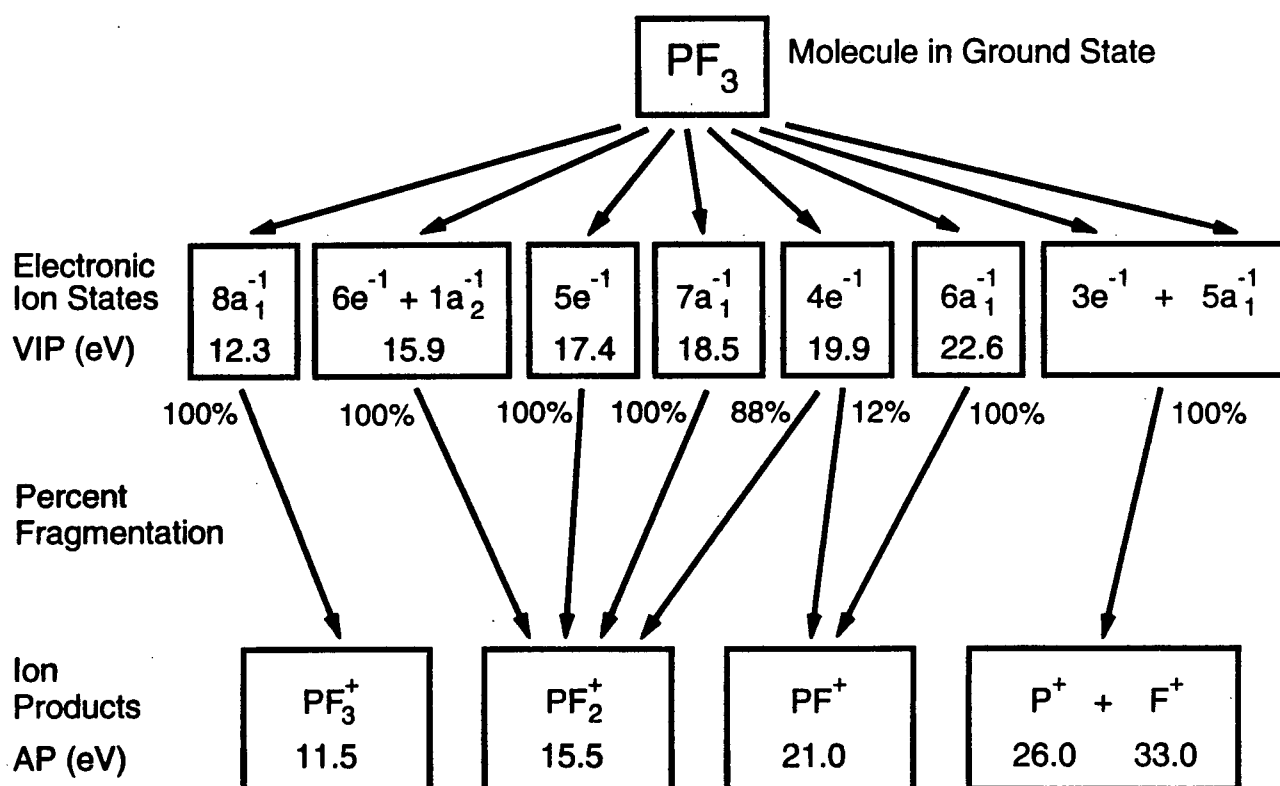 PF₃ Molecule in Ground State
Electronic
Ion States
8a₁⁻¹ 6e⁻¹ + 1a₂⁻¹ 5e⁻¹ 7a₁⁻¹ 4e⁻¹ 6a₁⁻¹ 3e⁻¹ + 5a₁⁻¹
VIP (eV) 12.3 15.9 17.4 18.5 19.9 22.6
100% 100% 100% 100% 88% 12% 100% 100%
Percent
Fragmentation
Ion
Products
PF₃⁺ PF₂⁺ PF⁺ P⁺ + F⁺
AP (eV) 11.5 15.5 21.0 26.0 33.0